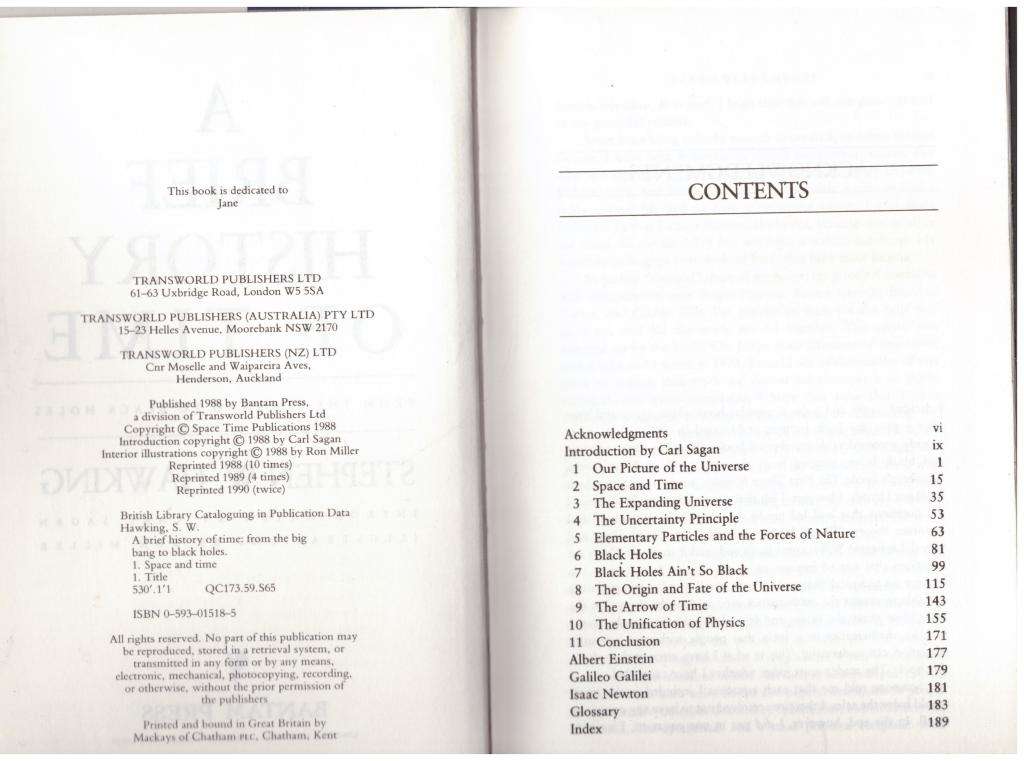 This book is dedicated to
Jane
TRANSWORLD PUBLISHERS LTD
61–63 Uxbridge Road, London W5 5SA
TRANSWORLD PUBLISHERS (AUSTRALIA) PTY LTD
15–23 Helles Avenue, Moorebank NSW 2170
TRANSWORLD PUBLISHERS (NZ) LTD
Cnr Moselle and Waipareira Aves,
Henderson, Auckland
Published 1988 by Bantam Press,
a division of Transworld Publishers Ltd
Copyright © Space Time Publications 1988
Introduction copyright © 1988 by Carl Sagan
Interior illustrations copyright © 1988 by Ron Miller
Reprinted 1988 (10 times)
Reprinted 1989 (4 times)
Reprinted 1990 (twice)
British Library Cataloguing in Publication Data
Hawking, S. W.
A brief history of time: from the big
bang to black holes.
1. Space and time
1. Title
530'.1'1 QC173.59.S65
ISBN 0–593–01518–5
All rights reserved. No part of this publication may
be reproduced, stored in a retrieval system, or
transmitted in any form or by any means,
electronic, mechanical, photocopying, recording,
or otherwise, without the prior permission of
the publishers
Printed and bound in Great Britain by
Mackays of Chatham PLC, Chatham, Kent
CONTENTS
Acknowledgments vi
Introduction by Carl Sagan ix
1 Our Picture of the Universe 1
2 Space and Time 15
3 The Expanding Universe 35
4 The Uncertainty Principle 53
5 Elementary Particles and the Forces of Nature 63
6 Black Holes 81
7 Black Holes Ain't So Black 99
8 The Origin and Fate of the Universe 115
9 The Arrow of Time 143
10 The Unification of Physics 155
11 Conclusion 171
Albert Einstein 177
Galileo Galilei 179
Isaac Newton 181
Glossary 183
Index 189